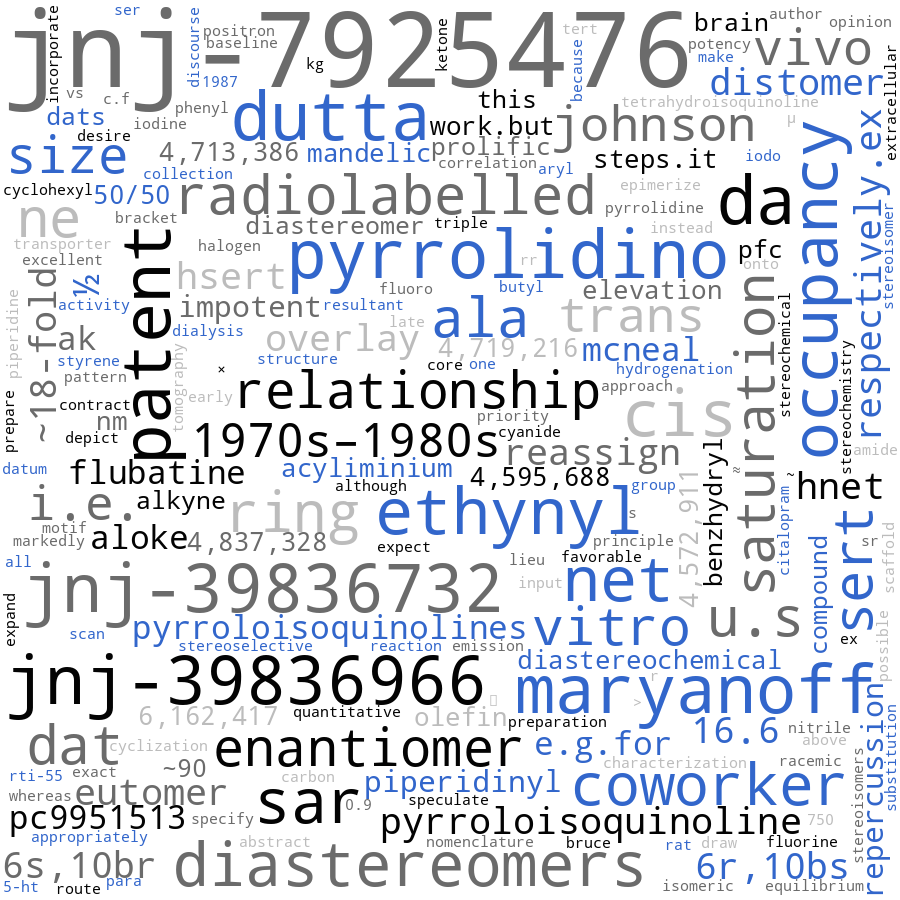 jnj-7925476
ser
incorporate
discourse
positron
baseline
ketone
tert
because
brain
author
opinion
potency
vivo
make
distomer
extracellular
kg
1987
vs
c.f
phenyl
dats
iodine
desire
dutta
this
work.but
johnson
tetrahydroisoquinoline
µ
size
4,713,386
mandelic
prolific
correlation
aryl
steps.it
iodo
collection
cyclohexyl
50/50
radiolabelled
epimerize
pyrrolidine
da
occupancy
respectively.ex
ne
bracket
diastereomer
triple
instead
transporter
halogen
pyrrolidino
rr
pfc
onto
stereoisomer
excellent
patent
hsert
fluoro
butyl
elevation
½
~18-fold
activity
impotent
resultant
late
ala
trans
saturation
piperidine
ak
dialysis
overlay
4,719,216
mcneal
stereochemical
styrene
structure
core
one
hydrogenation
pattern
tomography
×
early
relationship
approach
stereochemistry
contract
nm
priority
cis
prepare
depict
1970s–1980s
cyanide
reassign
amide
datum
flubatine
acyliminium
4,595,688
benzhydryl
≈
~
although
group
hnet
i.e.
alkyne
ring
ethynyl
s
4,572,911
citalopram
motif
markedly
aloke
4,837,328
expect
principle
sr
all
lieu
favorable
compound
sert
scaffold
jnj-39836732
input
net
u.s
expand
scan
pyrroloisoquinolines
vitro
ex
possible
stereoselective
reaction
emission
jnj-39836966
diastereochemical
r
>
maryanoff
6,162,417
quantitative
olefin
preparation
16.6
nitrile
repercussion
substitution
dat
cyclization
enantiomer
e.g.for
above
rti-55
exact
~90
carbon
characterization
racemic
stereoisomers
whereas
eutomer
piperidinyl
coworker
pc9951513
specify
sar
0.9
speculate
pyrroloisoquinoline
750
appropriately
abstract
nomenclature
bruce
rat
draw
fluorine
6s,10br
diastereomers
6r,10bs
5-ht
route
para
isomeric
equilibrium